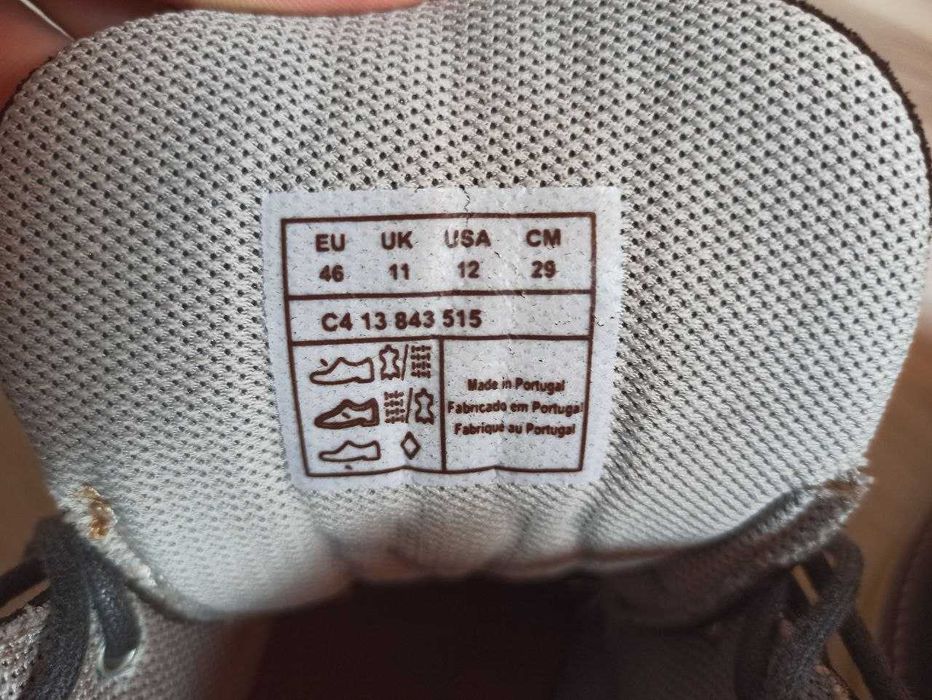 EU UK USA CM
46 11 12 29
C4 13 843 515
Made in Portugal
Fabricado em Portugal
Fabriqué au Portugal